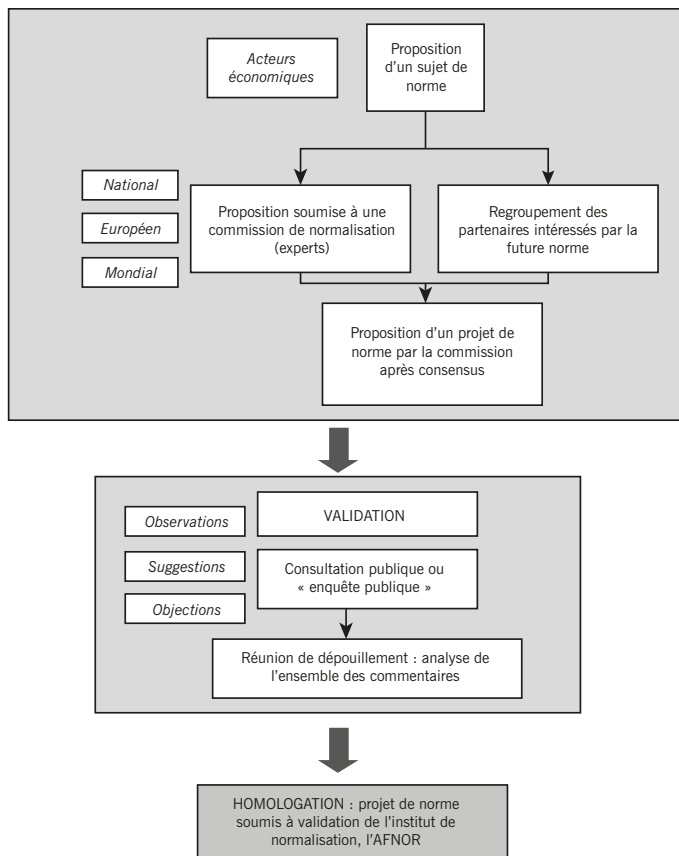 Acteurs
économiques
Proposition
d'un sujet de
norme
National
Européen
Mondial
Proposition soumise à une
commission de normalisation
(experts)
Regroupement des
partenaires intéressés par la
future norme
Proposition d'un projet de
norme par la commission
après consensus
Observations
Suggestions
Objections
VALIDATION
Consultation publique ou
« enquête publique »
Réunion de dépouillement : analyse de
l'ensemble des commentaires
HOMOLOGATION : projet de norme
soumis à validation de l'institut de
normalisation, l'AFNOR